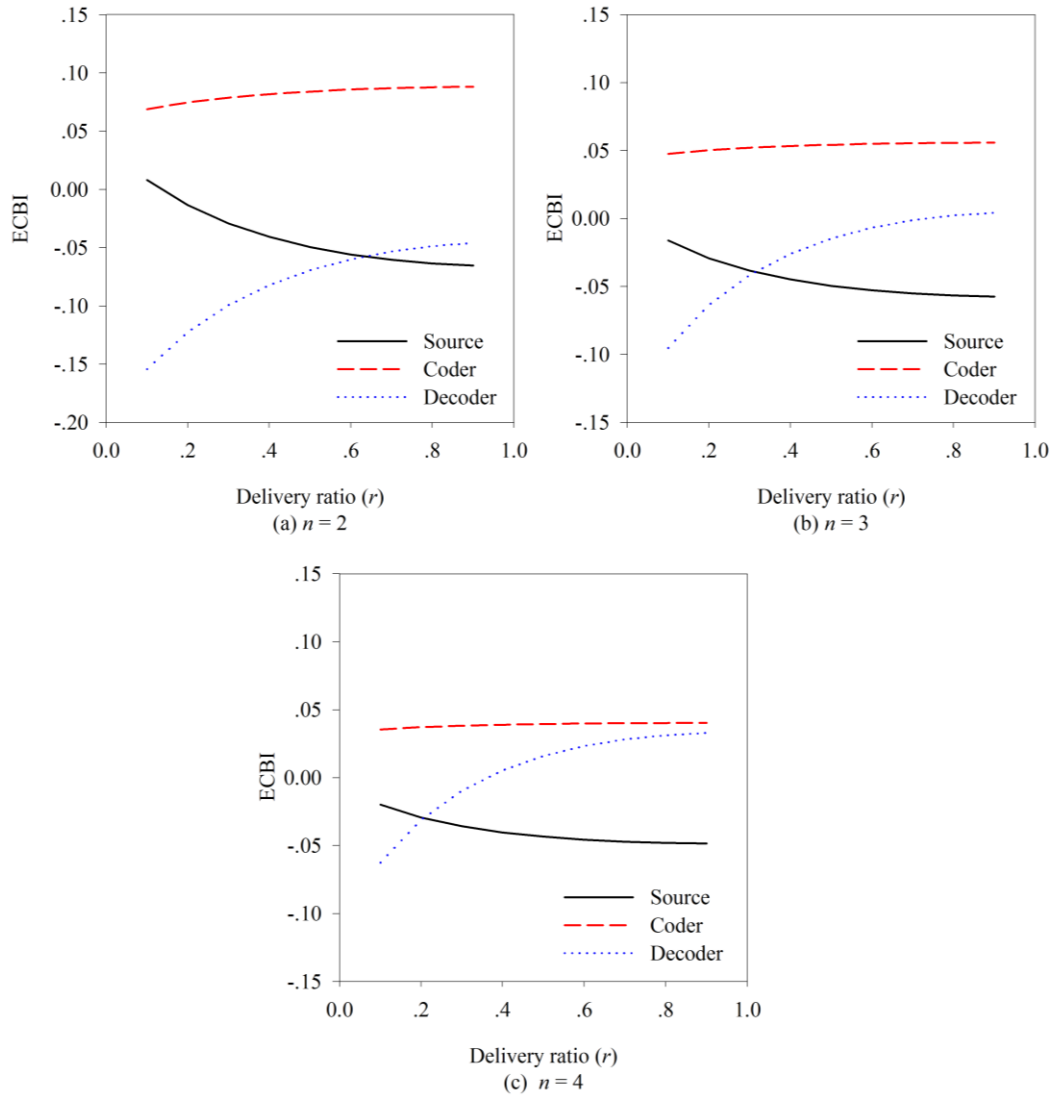 .15
.10
.05
0.00
-.05
-.10
-.15
-.20
ECBI
Source
Coder
Decoder
0.0 .2 .4 .6 .8 1.0
Delivery ratio (r)
(a) n = 2
.15
.10
.05
0.00
-.05
-.10
-.15
ECBI
Source
Coder
Decoder
0.0 .2 .4 .6 .8 1.0
Delivery ratio (r)
(b) n = 3
.15
.10
.05
0.00
-.05
-.10
-.15
ECBI
Source
Coder
Decoder
0.0 .2 .4 .6 .8 1.0
Delivery ratio (r)
(c) n = 4